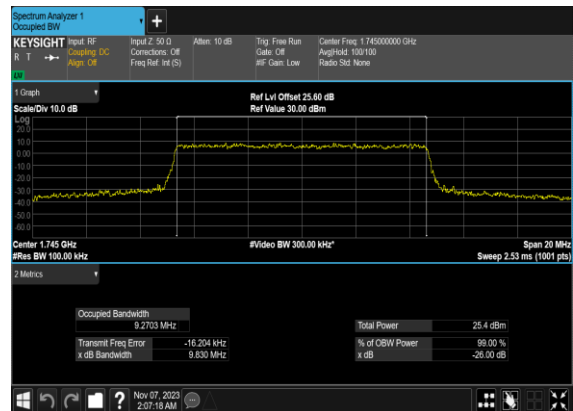 Spectrum Analyzer 1
Occupied BW
KEYSIGHT Input: RF Input Z: 50 Ω Atten: 10 dB Trig: Free Run Center Freq: 1.745000000 GHz
R T Coupling: DC Corrections: Off Gate: Off Avg|Hold: 100/100
Align: Off Freq Ref: Int (S) #IF Gain: Low Radio Std: None
1 Graph
Ref Lvl Offset 25.60 dB
Scale/Div 10.0 dB Ref Value 30.00 dBm
Log
20.0
10.0
0.00
-10.0
-20.0
-30.0
-40.0
-50.0
-60.0
Center 1.745 GHz #Video BW 300.00 kHz* Span 20 MHz
#Res BW 100.00 kHz Sweep 2.53 ms (1001 pts)
2 Metrics
Occupied Bandwidth
9.2703 MHz Total Power 25.4 dBm
Transmit Freq Error -16.204 kHz % of OBW Power 99.00 %
x dB Bandwidth 9.830 MHz x dB -26.00 dB
? Nov 07, 2023
2:07:18 AM